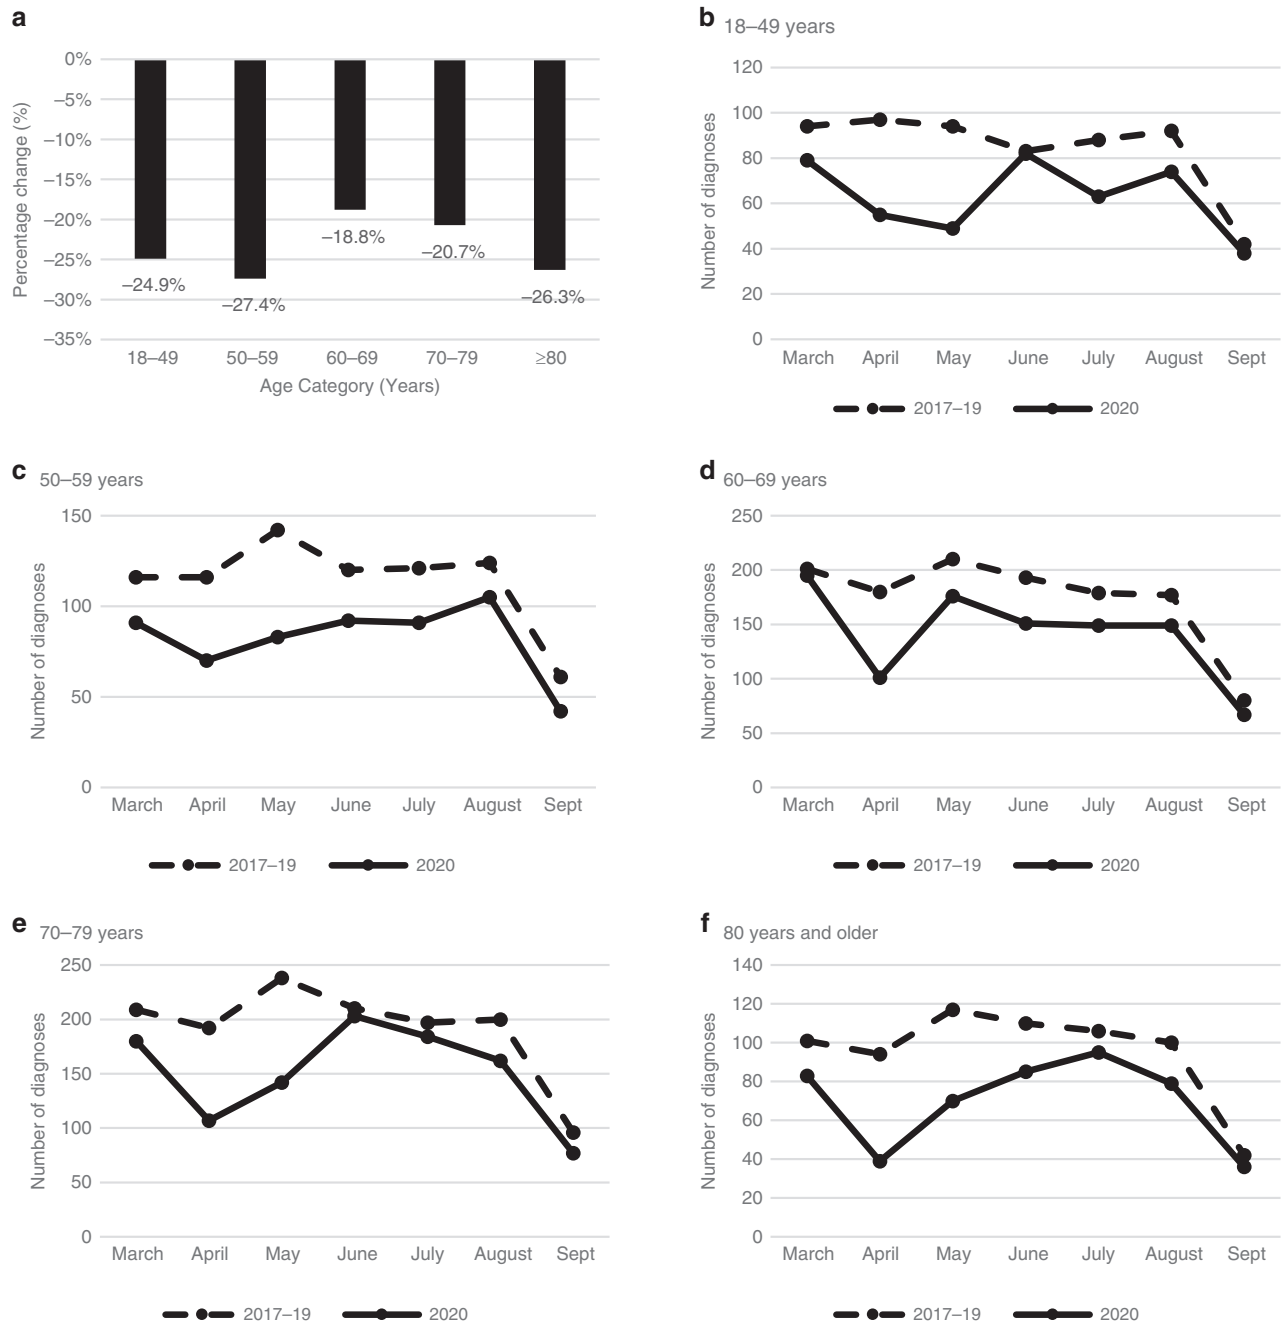 a
0%
–5%
–10%
–15%
–20%
–25%
–30%
–35%
Percentage change (%)
–24.9%
–27.4%
–18.8%
–20.7%
–26.3%
18–49 50–59 60–69 70–79 ≥80
Age Category (Years)
b 18–49 years
120
100
80
60
40
20
0
Number of diagnoses
March April May June July August Sept
2017–19 2020
c 50–59 years
150
100
50
0
Number of diagnoses
March April May June July August Sept
2017–19 2020
d 60–69 years
250
200
150
100
50
0
Number of diagnoses
March April May June July August Sept
2017–19 2020
e 70–79 years
250
200
150
100
50
0
Number of diagnoses
March April May June July August Sept
2017–19 2020
f 80 years and older
140
120
100
80
60
40
20
0
Number of diagnoses
March April May June July August Sept
2017–19 2020